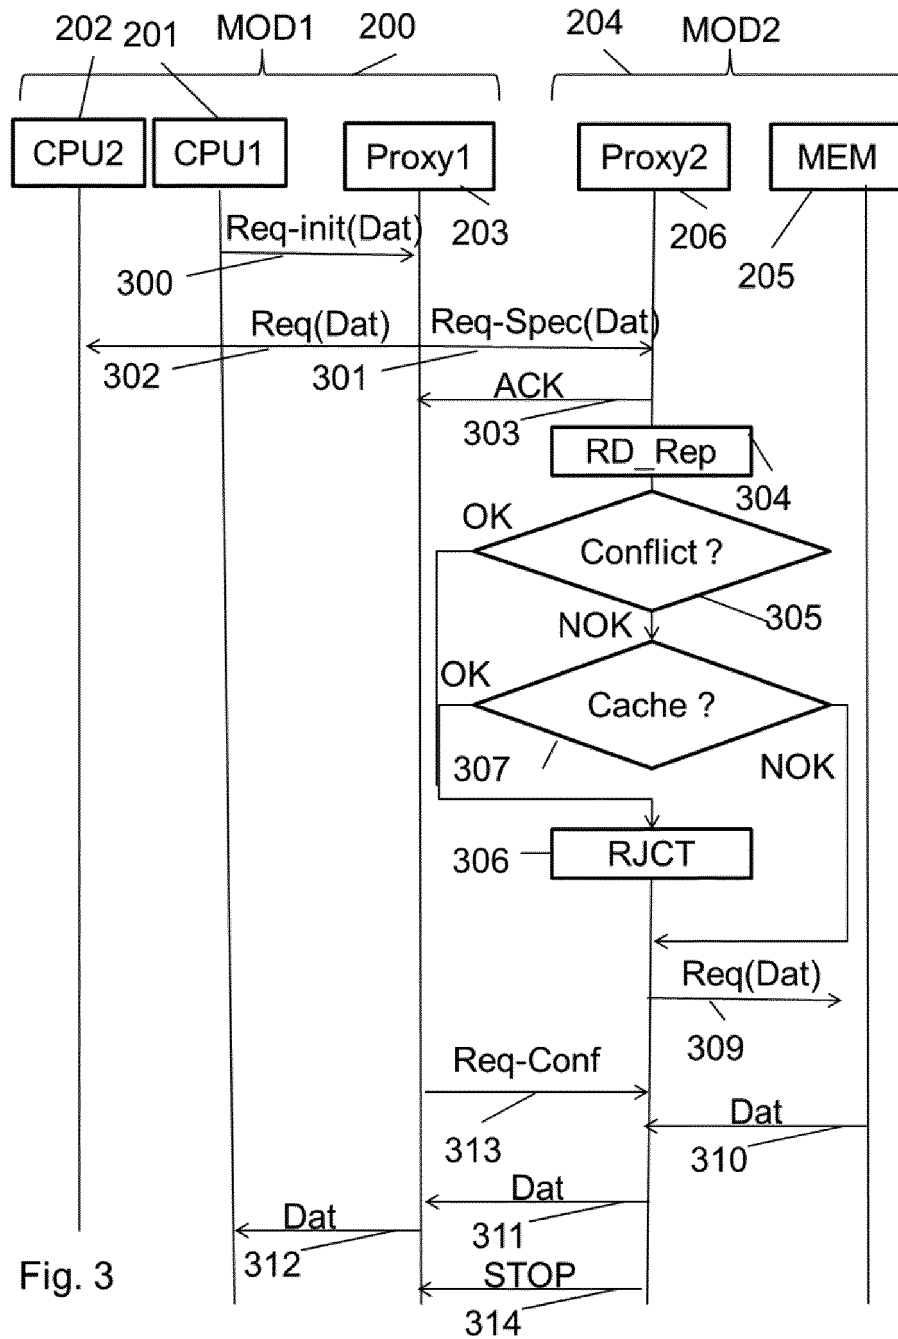 202 201 MOD1 200 204 MOD2
CPU2 CPU1 Proxy1 Proxy2 MEM
203 206 205
Req-init(Dat)
300
Req(Dat) Req-Spec(Dat)
302 301
ACK
303
RD_Rep
304
OK
Conflict ?
305
NOK
OK
Cache ?
307 NOK
306 RJCT
Req(Dat)
309
Req-Conf
313
Dat
310
Dat
311
Dat
312
STOP
314
Fig. 3